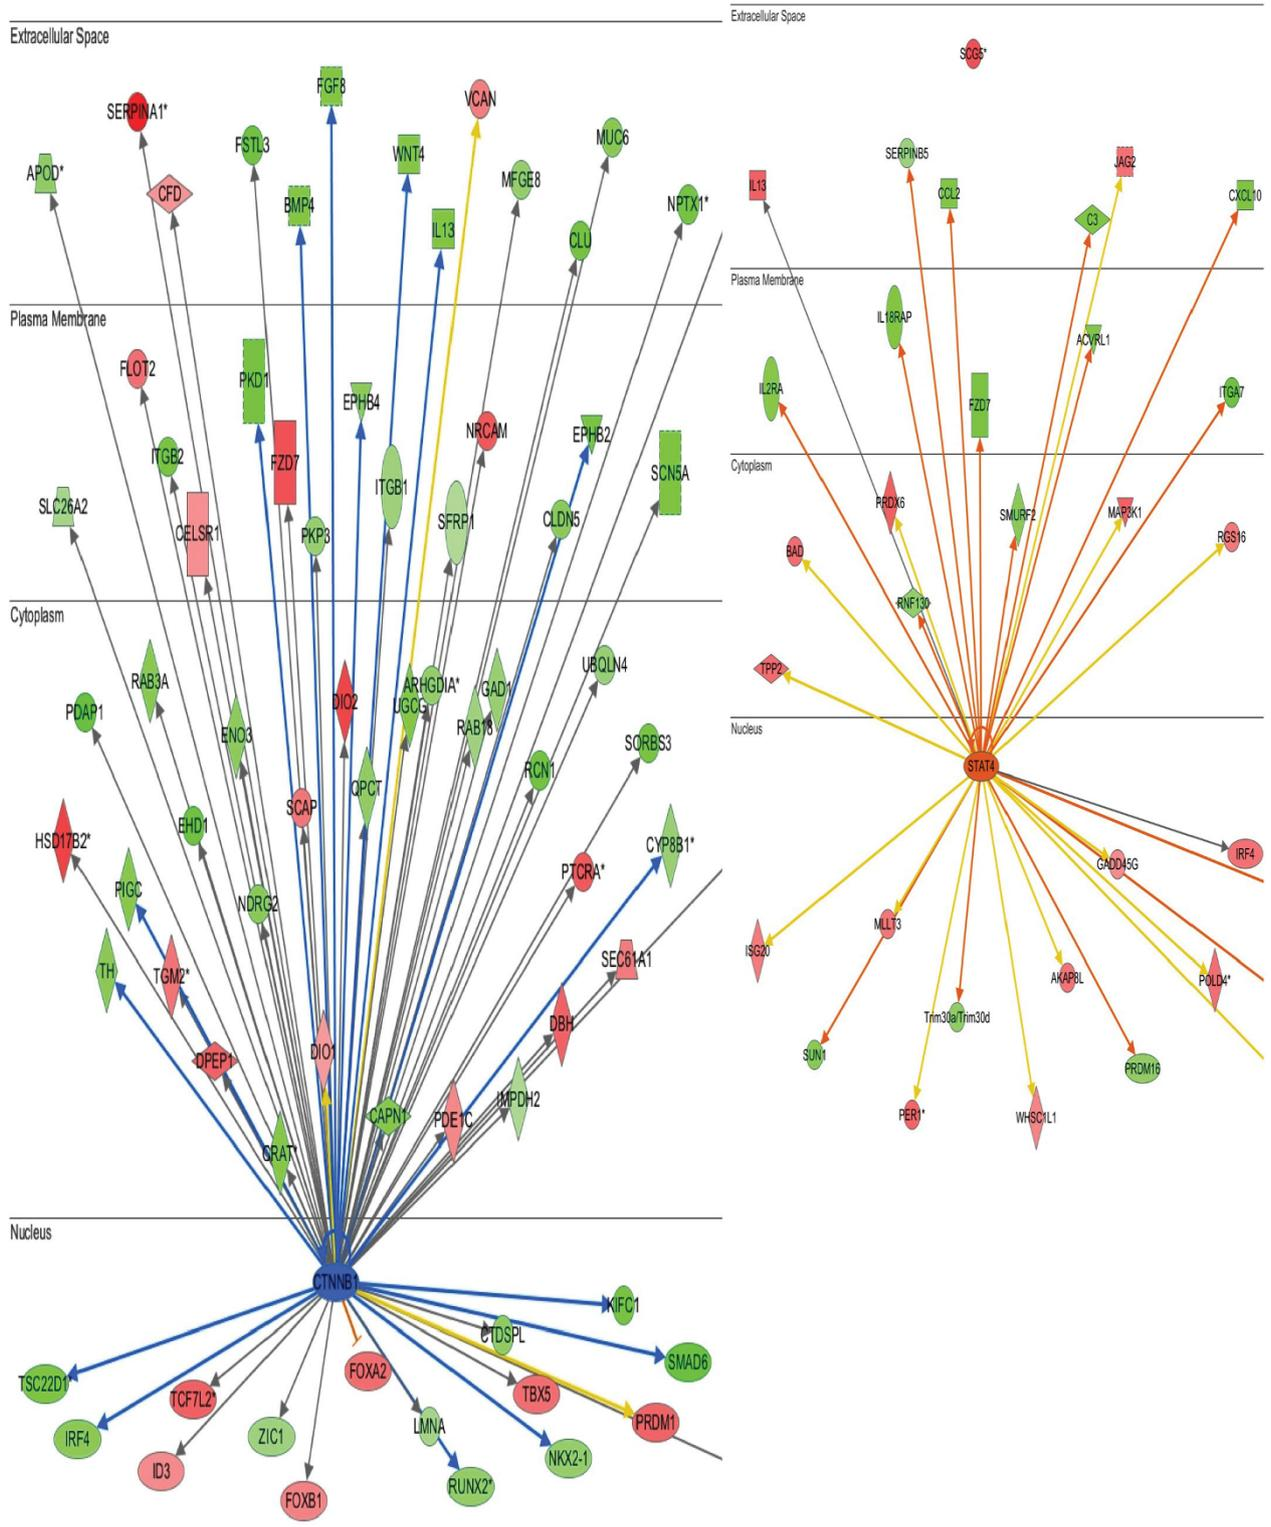 Extracellular Space
FGF8
SERPINA1*
VCAN
FSTL3
MUC6
WNT4
APOD*
CFD
MFGE8
BMP4
NPTX1*
IL13
CLU
Plasma Membrane
FLOT2
PKD1
EPHB4
NRCAM
EPHB2
ITGB2
FZD7
ITGB1
SCN5A
SLC26A2
CELSR1
PKP3
SFRP1
CLDN5
Cytoplasm
RAB3A
UBQLN4
ARHGDIA*
GAD1
DIO2
UGCG
PDAP1
RAB18
ENO3
SORBS3
RCN1
QPCT
SCAP
EHD1
HSD17B2*
CYP8B1*
PTCRA*
PIGC
NDRG2
SEC61A1
TH
TGM2*
DBH
DIO1
DPEP1
IMPDH2
CAPN1
PDE1C
CRAT*
Nucleus
CTNNB1
KIFC1
CTDSPL
SMAD6
FOXA2
TSC22D1*
TCF7L2*
TBX5
PRDM1
LMNA
IRF4
ZIC1
NKX2-1
ID3
RUNX2*
FOXB1
Extracellular Space
SCG5*
SERPINB5
JAG2
IL13
CCL2
CXCL10
C3
Plasma Membrane
IL18RAP
ACVRL1
IL2RA
ITGA7
FZD7
Cytoplasm
PRDX6
SMURF2
MAP3K1
RGS16
BAD
RNF130
TPP2
Nucleus
STAT4
IRF4
GADD45G
MLLT3
ISG20
AKAP8L
POLD4*
Trim30a/Trim30d
SUN1
PRDM16
PER1*
WHSC1L1